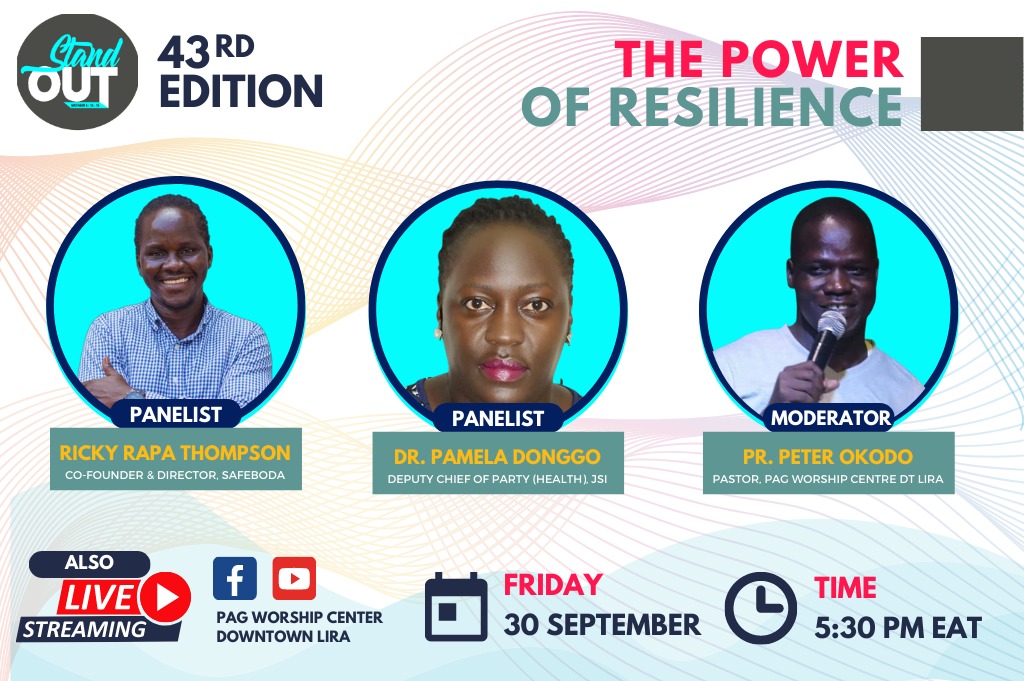 Stand
OUT
43RD
EDITION
THE POWER
OF RESILIENCE
PANELIST
RICKY RAPA THOMPSON
CO-FOUNDER & DIRECTOR, SAFEBODA
PANELIST
DR. PAMELA DONGGO
DEPUTY CHIEF OF PARTY (HEALTH), JSI
MODERATOR
PR. PETER OKODO
PASTOR, PAG WORSHIP CENTRE DT LIRA
ALSO
LIVE
STREAMING
PAG WORSHIP CENTER
DOWNTOWN LIRA
FRIDAY
30 SEPTEMBER
TIME
5:30 PM EAT